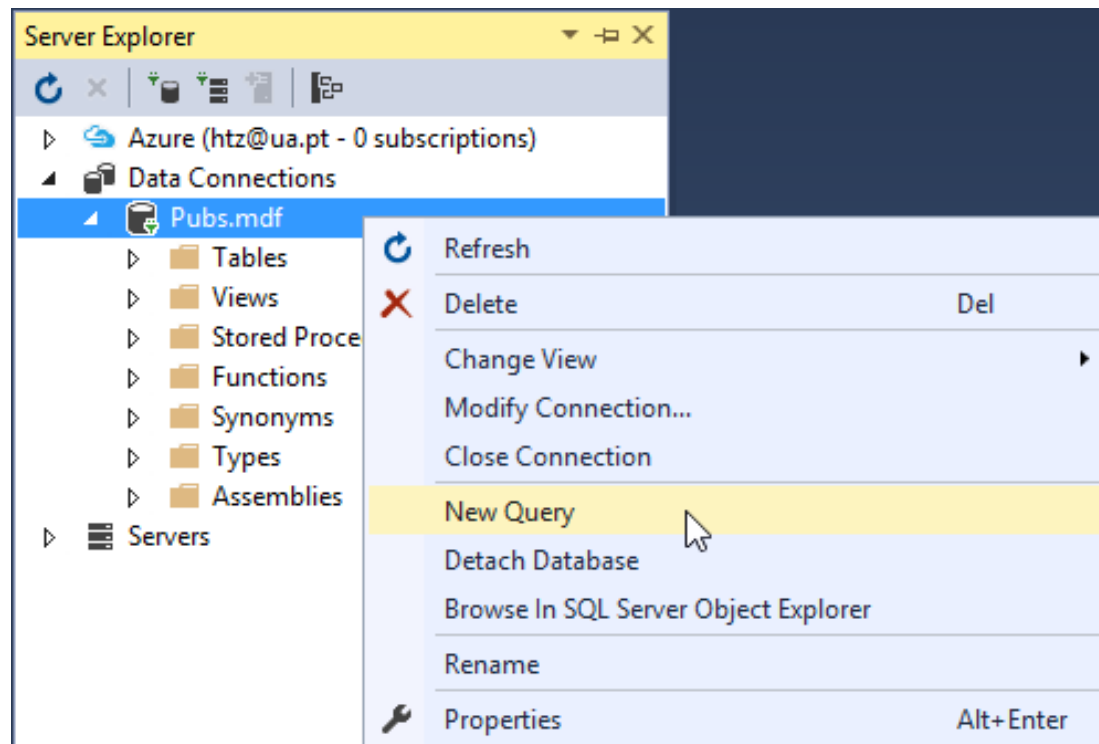 Server Explorer
Azure (htz@ua.pt - 0 subscriptions)
Data Connections
Pubs.mdf
Tables
Views
Stored Proce
Functions
Synonyms
Types
Assemblies
Servers
Refresh
Delete Del
Change View
Modify Connection...
Close Connection
New Query
Detach Database
Browse In SQL Server Object Explorer
Rename
Properties Alt+Enter